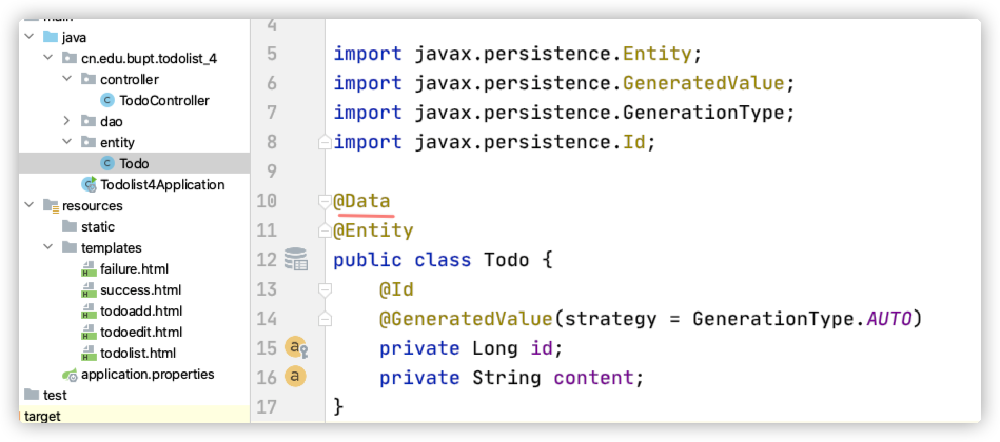 main
java
cn.edu.bupt.todolist_4
controller
TodoController
dao
entity
Todo
Todolist4Application
resources
static
templates
failure.html
success.html
todoadd.html
todoedit.html
todolist.html
application.properties
test
target
4
5 import javax.persistence.Entity;
6 import javax.persistence.GeneratedValue;
7 import javax.persistence.GenerationType;
8 import javax.persistence.Id;
9
10 @Data
11 @Entity
12 public class Todo {
13 @Id
14 @GeneratedValue(strategy = GenerationType.AUTO)
15 private Long id;
16 private String content;
17 }